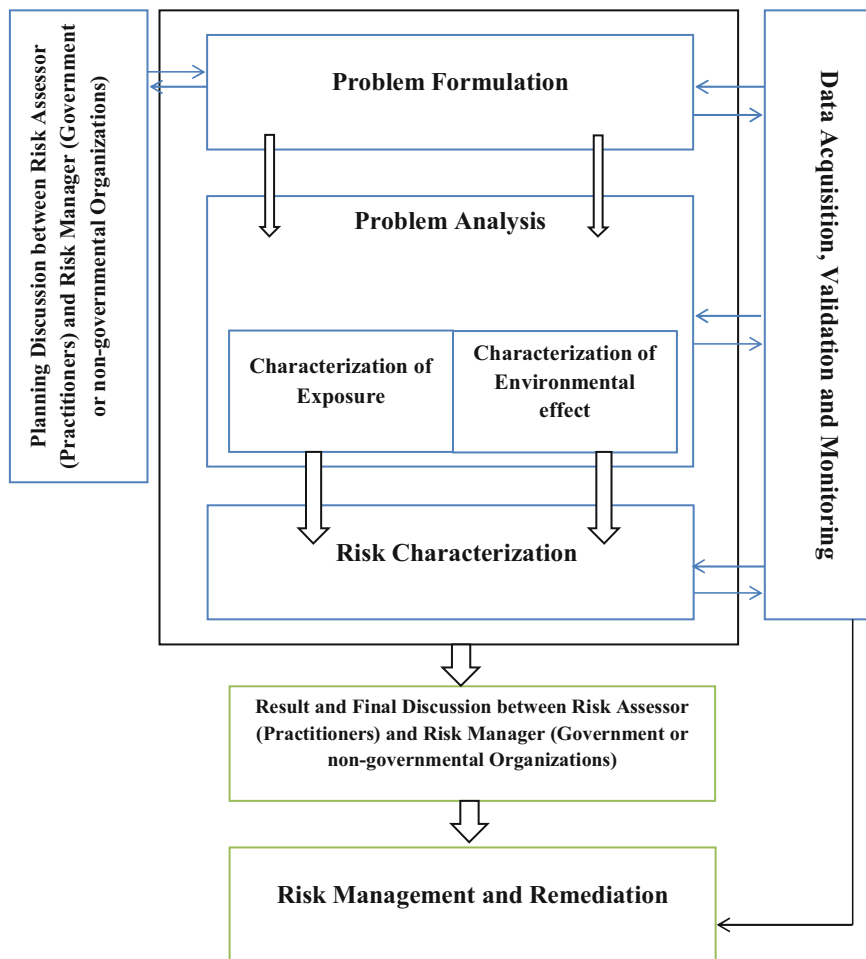 Planning Discussion between Risk Assessor
(Practitioners) and Risk Manager (Government
or non-governmental Organizations)
Problem Formulation
Problem Analysis
Characterization of
Exposure
Characterization of
Environmental
effect
Risk Characterization
Data Acquisition, Validation and Monitoring
Result and Final Discussion between Risk Assessor
(Practitioners) and Risk Manager (Government or
non-governmental Organizations)
Risk Management and Remediation